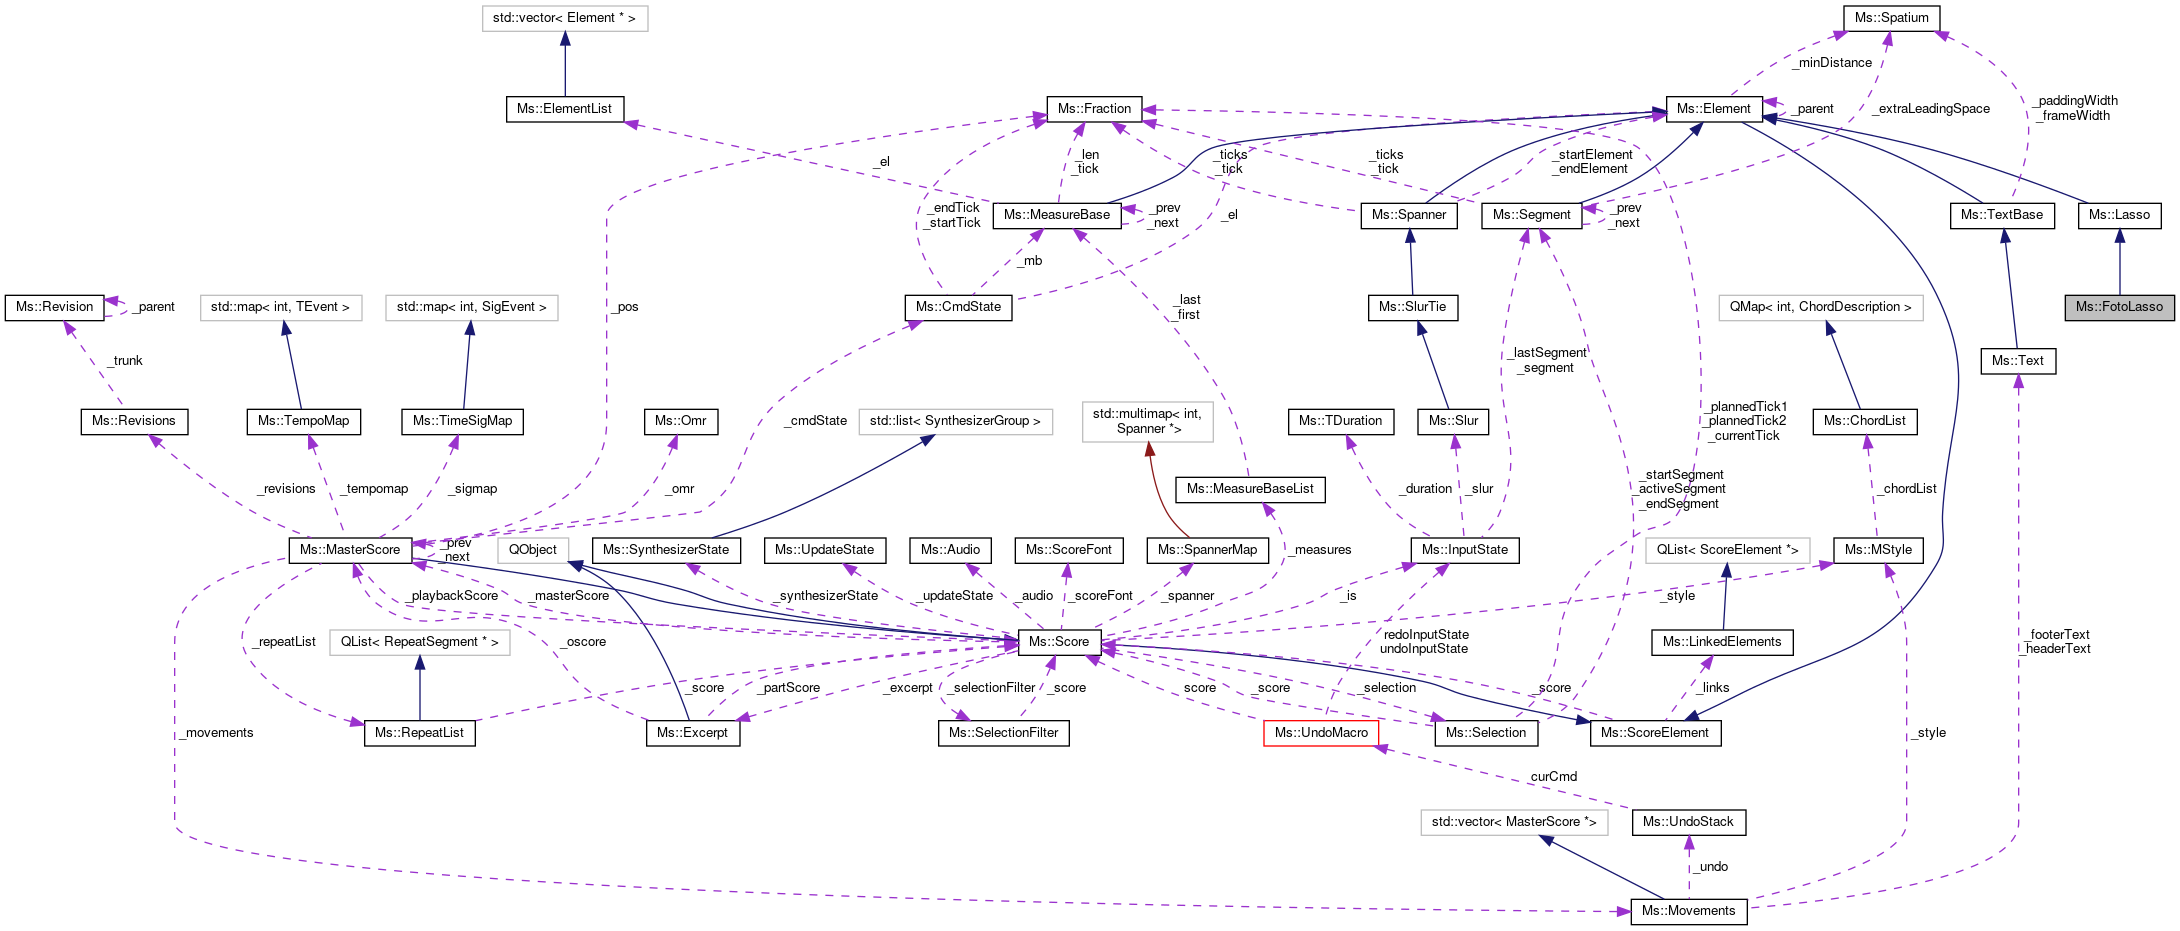 std::vector< Element * >
Ms::Spatium
_minDistance
Ms::ElementList
Ms::Fraction
Ms::Element
_parent
_extraLeadingSpace
_paddingWidth
_frameWidth
_el
_len
_tick
_ticks
_tick
_startElement
_endElement
_ticks
_tick
_endTick
_startTick
Ms::MeasureBase
_prev
_next
_el
Ms::Spanner
Ms::Segment
_prev
_next
Ms::TextBase
Ms::Lasso
_mb
Ms::Revision
_parent
std::map< int, TEvent >
std::map< int, SigEvent >
_pos
Ms::CmdState
_last
_first
Ms::SlurTie
QMap< int, ChordDescription >
Ms::FotoLasso
_trunk
_lastSegment
_segment
Ms::Text
Ms::Revisions
Ms::TempoMap
Ms::TimeSigMap
Ms::Omr
_cmdState
std::list< SynthesizerGroup >
std::multimap< int,
Spanner *>
Ms::TDuration
Ms::Slur
_plannedTick1
_plannedTick2
_currentTick
Ms::ChordList
_revisions
_tempomap
_sigmap
_omr
Ms::MeasureBaseList
_duration
_slur
_startSegment
_activeSegment
_endSegment
_chordList
Ms::MasterScore
_prev
_next
QObject
Ms::SynthesizerState
Ms::UpdateState
Ms::Audio
Ms::ScoreFont
Ms::SpannerMap
_measures
Ms::InputState
QList< ScoreElement *>
Ms::MStyle
_playbackScore
_masterScore
_synthesizerState
_updateState
_audio
_scoreFont
_spanner
_is
_style
_repeatList
QList< RepeatSegment * >
_oscore
Ms::Score
redoInputState
undoInputState
Ms::LinkedElements
_footerText
_headerText
_score
_partScore
_excerpt
_selectionFilter
_score
score
_score
_selection
_score
_links
_movements
Ms::RepeatList
Ms::Excerpt
Ms::SelectionFilter
Ms::UndoMacro
Ms::Selection
Ms::ScoreElement
_style
curCmd
std::vector< MasterScore *>
Ms::UndoStack
_undo
Ms::Movements